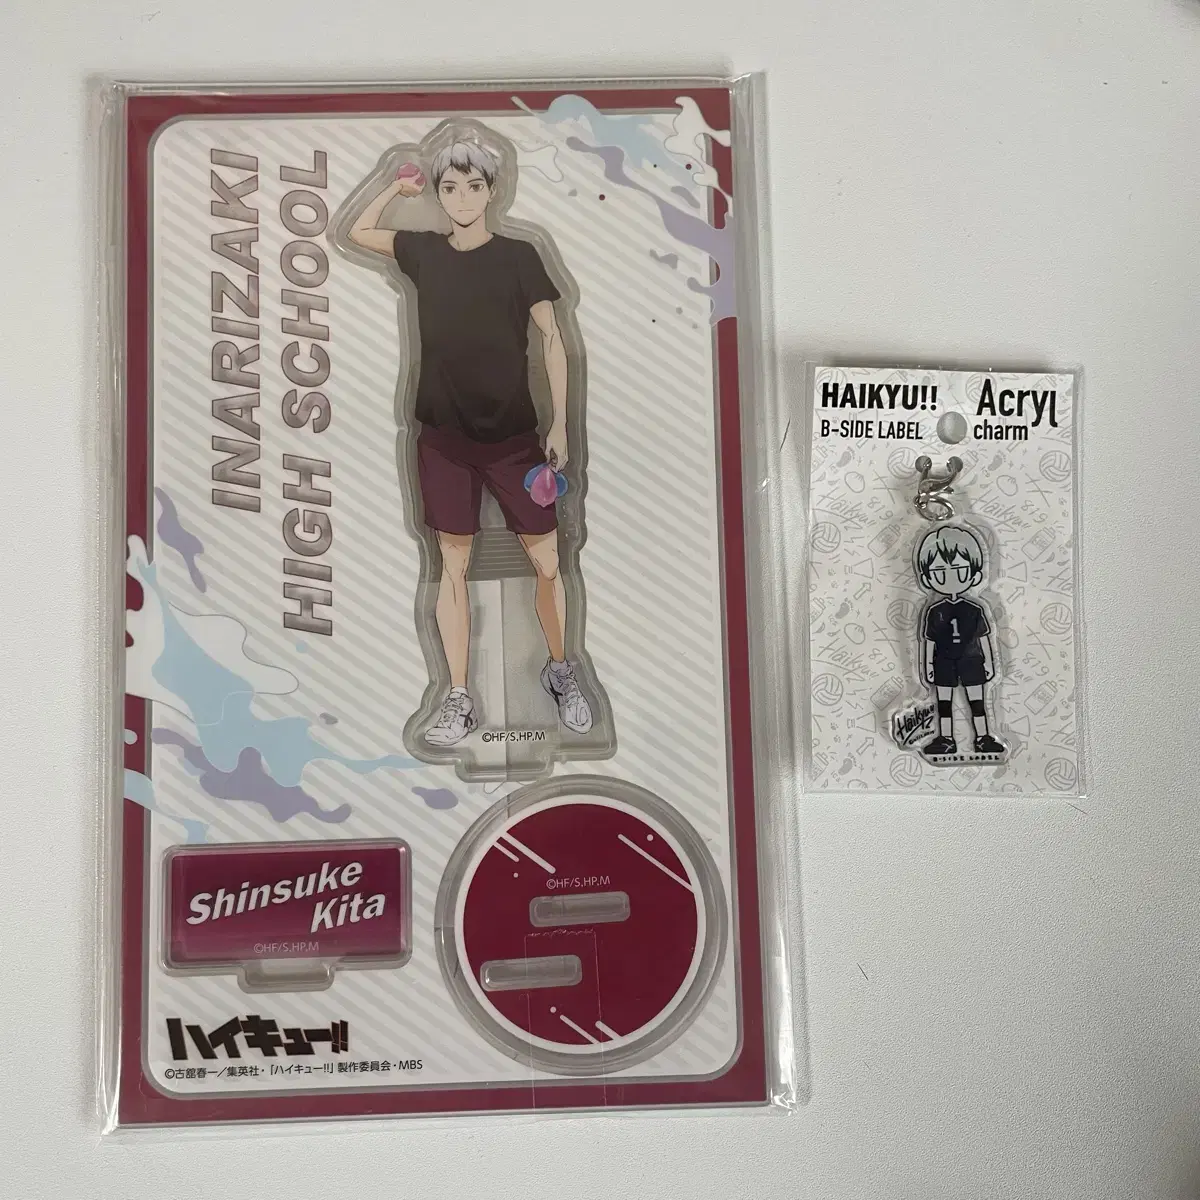 INARIZAKI
HIGH SCHOOL
©HF/S,HP,M
Shinsuke
Kita
©HF/S,HP,M
©HF/S,HP,M
ハイキュー!!
©古舘春一／集英社・「ハイキュー!!」製作委員会・MBS
HAIKYU!!
B-SIDE LABEL
Acryl
charm
1
Haikyu!!
B-SIDE LABEL